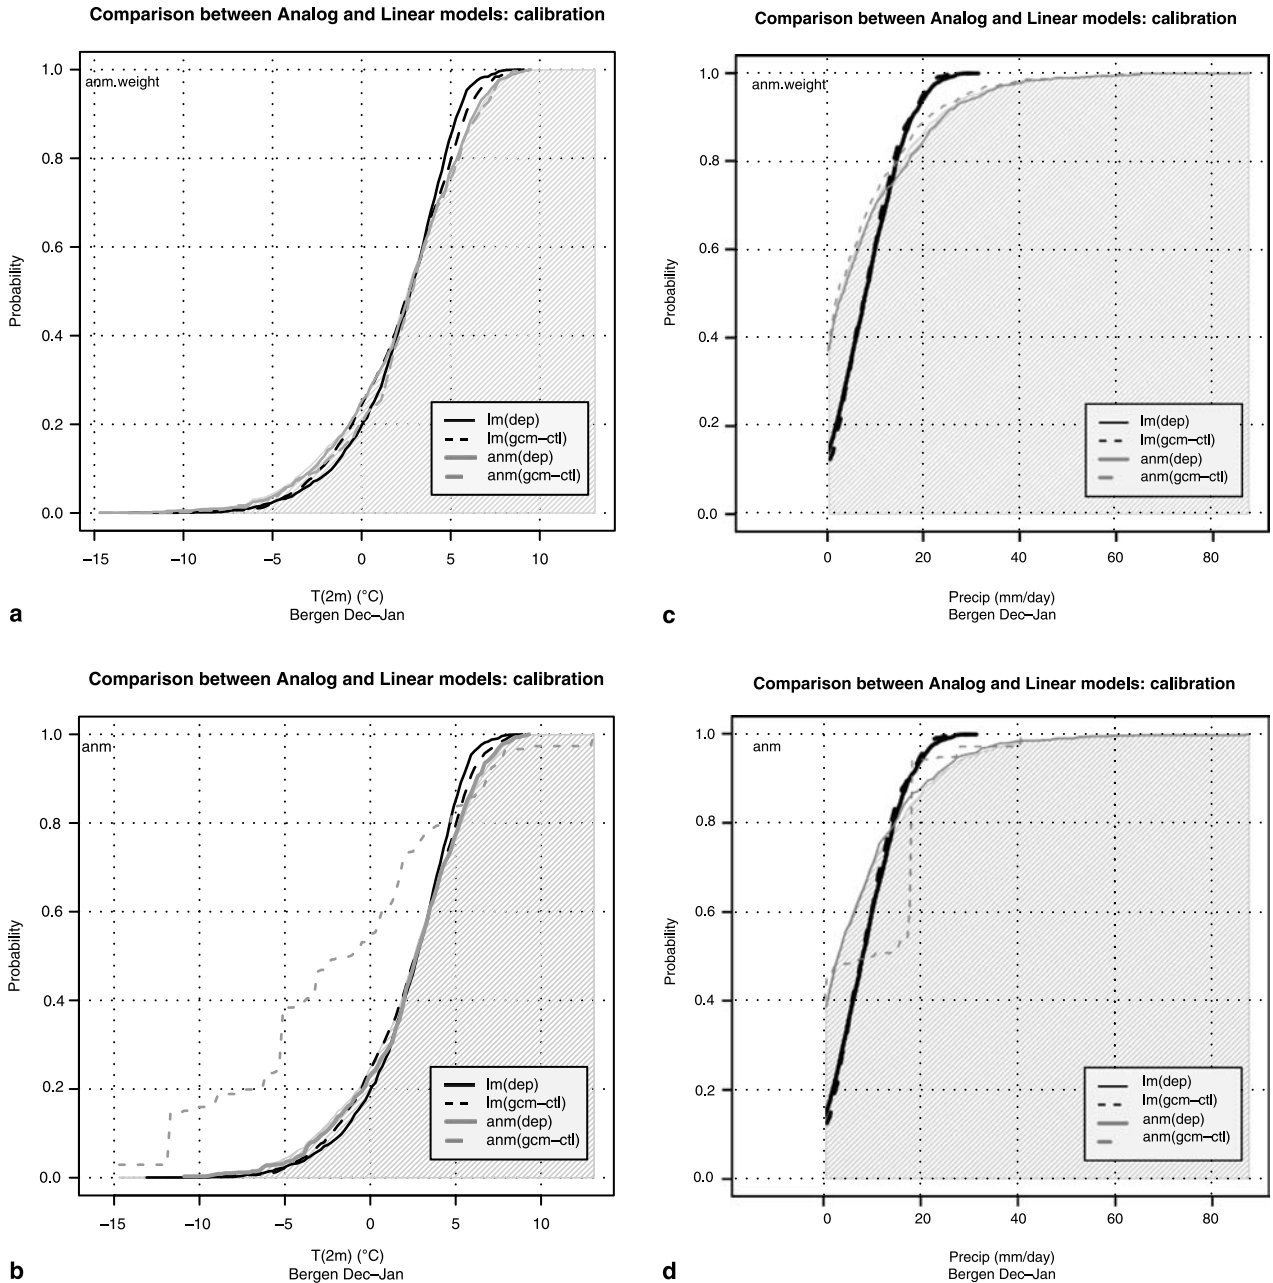 Comparison between Analog and Linear models: calibration
anm.weight
1.0
0.8
0.6
0.4
0.2
0.0
Probability
lm(dep)
lm(gcm–ctl)
anm(dep)
anm(gcm–ctl)
–15
–10
–5
0
5
10
T(2m) (°C)
Bergen Dec–Jan
a
Comparison between Analog and Linear models: calibration
anm.weight
1.0
0.8
0.6
0.4
0.2
0.0
Probability
lm(dep)
lm(gcm–ctl)
anm(dep)
anm(gcm–ctl)
0
20
40
60
80
Precip (mm/day)
Bergen Dec–Jan
c
Comparison between Analog and Linear models: calibration
anm
1.0
0.8
0.6
0.4
0.2
0.0
Probability
lm(dep)
lm(gcm–ctl)
anm(dep)
anm(gcm–ctl)
–15
–10
–5
0
5
10
T(2m) (°C)
Bergen Dec–Jan
b
Comparison between Analog and Linear models: calibration
anm
1.0
0.8
0.6
0.4
0.2
0.0
Probability
lm(dep)
lm(gcm–ctl)
anm(dep)
anm(gcm–ctl)
0
20
40
60
80
Precip (mm/day)
Bergen Dec–Jan
d